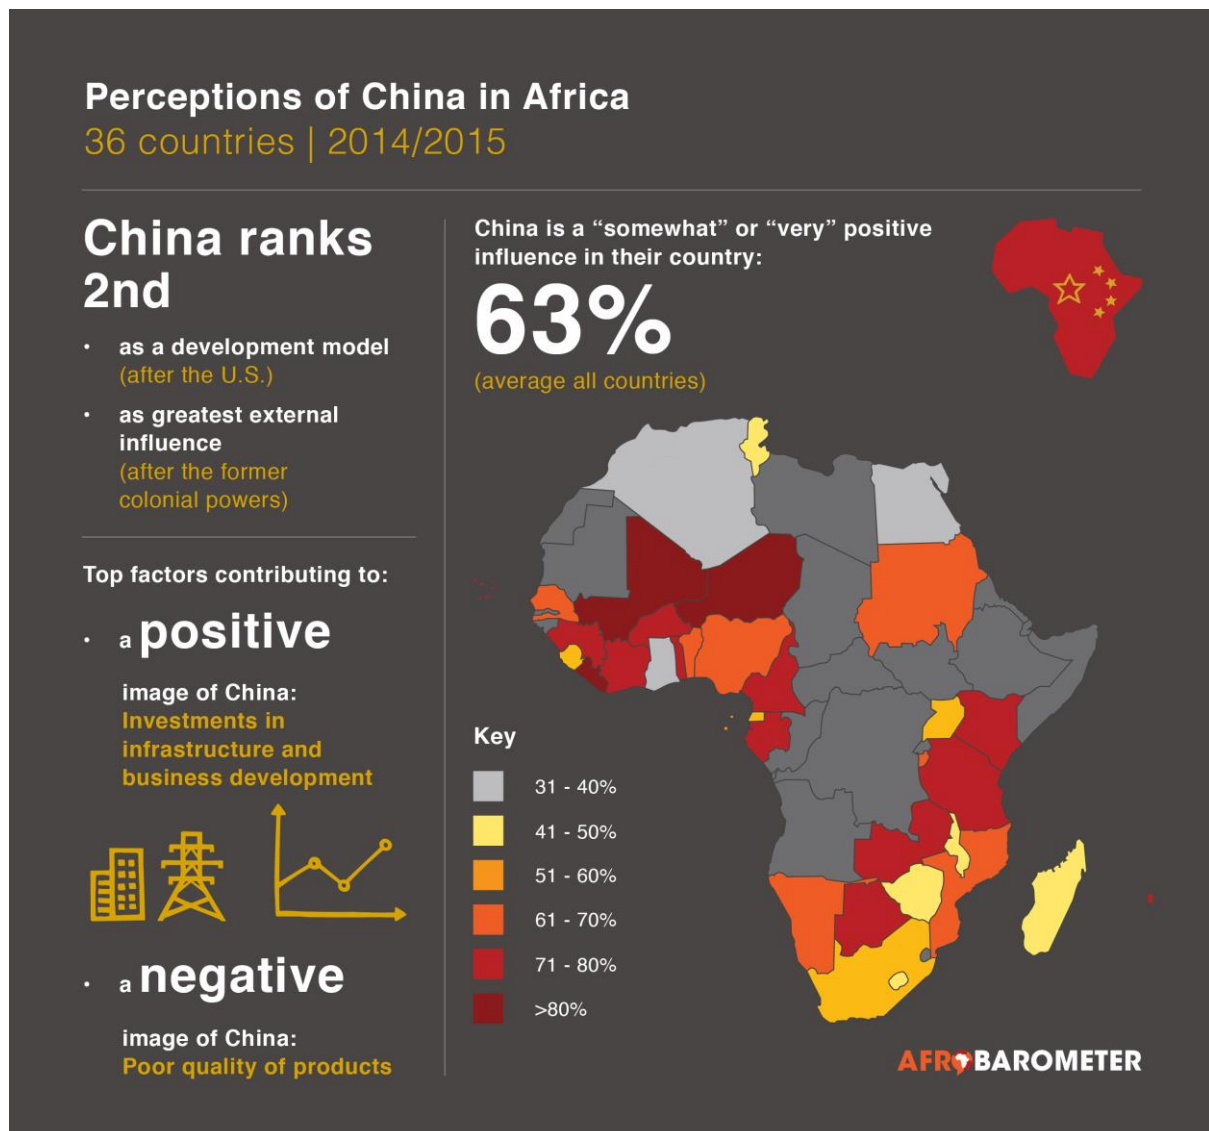 Perceptions of China in Africa
36 countries | 2014/2015
China ranks
2nd
• as a development model
(after the U.S.)
• as greatest external
influence
(after the former
colonial powers)
Top factors contributing to:
• a positive
image of China:
Investments in
infrastructure and
business development
• a negative
image of China:
Poor quality of products
China is a “somewhat” or “very” positive
influence in their country:
63%
(average all countries)
Key
31 - 40%
41 - 50%
51 - 60%
61 - 70%
71 - 80%
>80%
AFROBAROMETER